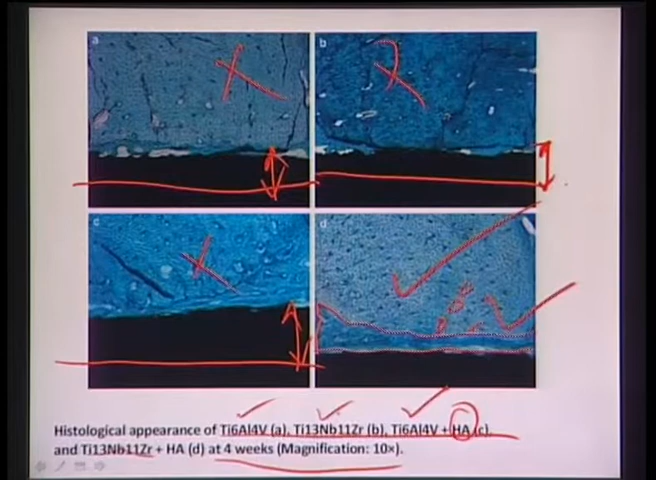 a
b
c
d
Histological appearance of Ti6Al4V (a), Ti13Nb11Zr (b), Ti6Al4V + HA (c),
and Ti13Nb11Zr + HA (d) at 4 weeks (Magnification: 10×).